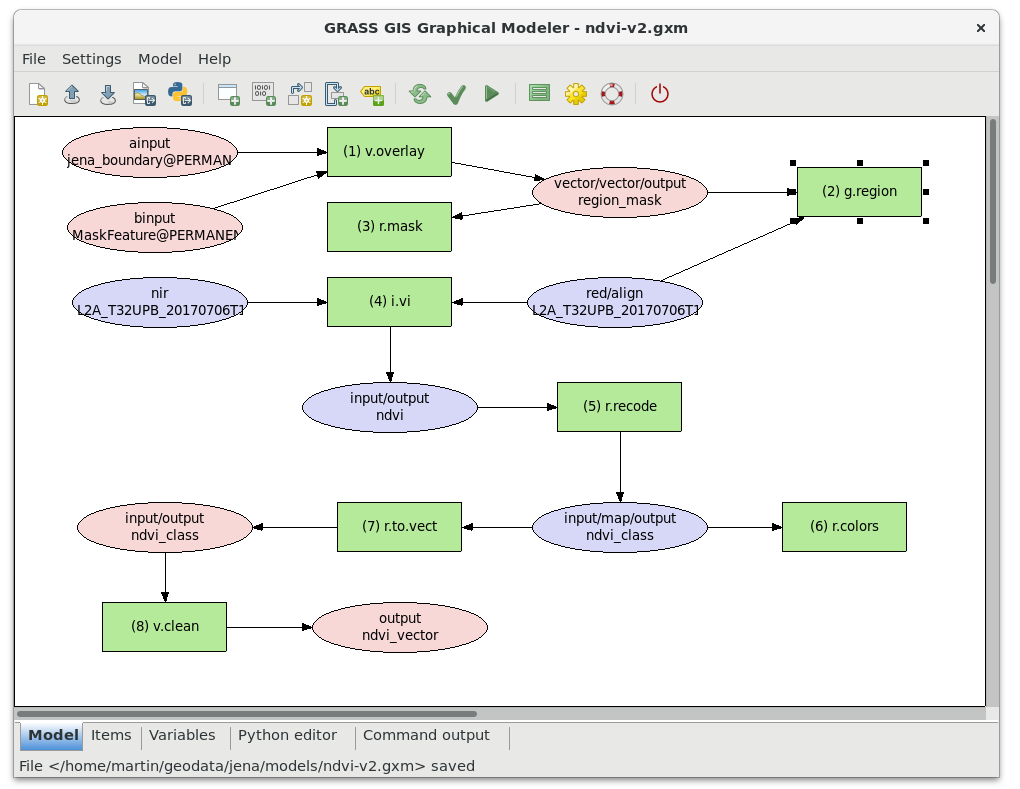 GRASS GIS Graphical Modeler - ndvi-v2.gxm
File Settings Model Help
abc
ainput
jena_boundary@PERMAN
(1) v.overlay
vector/vector/output
region_mask
(2) g.region
binput
MaskFeature@PERMANEN
(3) r.mask
nir
L2A_T32UPB_20170706T1
(4) i.vi
red/align
L2A_T32UPB_20170706T1
input/output
ndvi
(5) r.recode
input/output
ndvi_class
(7) r.to.vect
input/map/output
ndvi_class
(6) r.colors
(8) v.clean
output
ndvi_vector
Model Items Variables Python editor Command output
File </home/martin/geodata/jena/models/ndvi-v2.gxm> saved